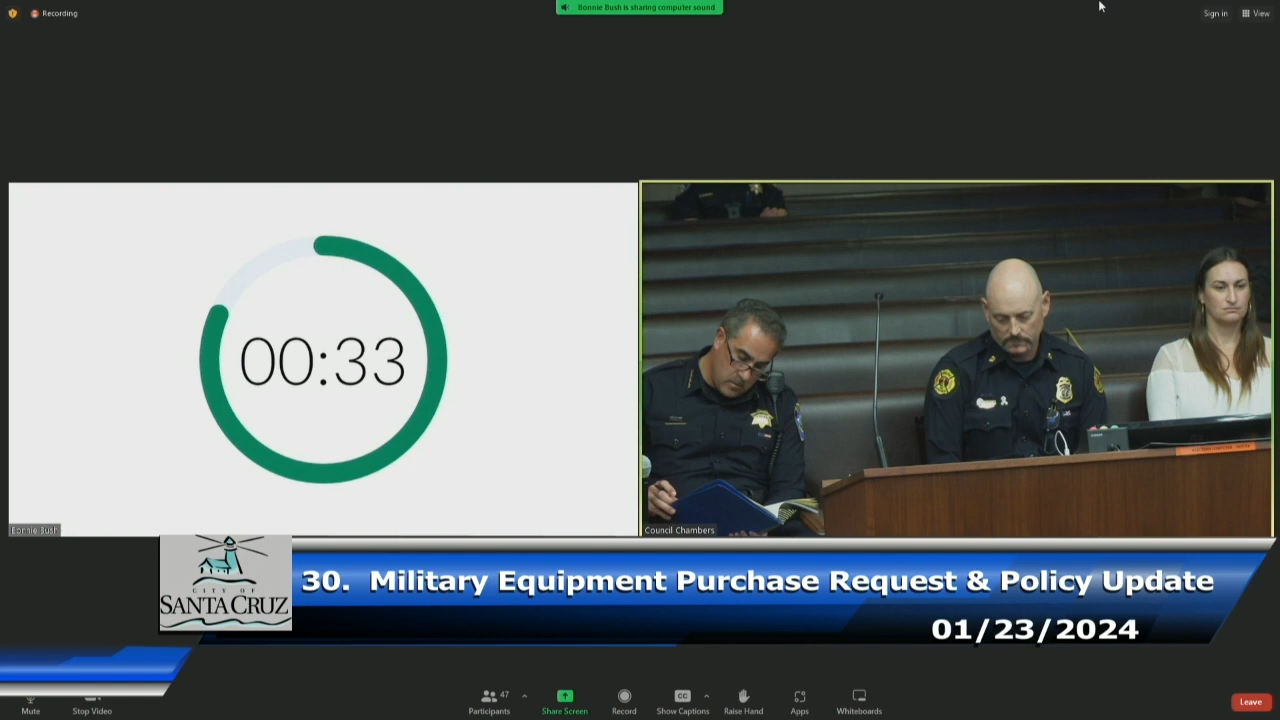 Recording
Bonnie Bush is sharing computer sound
Sign in
View
00:33
Bonnie Bush
Council Chambers
CITY OF
SANTA CRUZ
30. Military Equipment Purchase Request & Policy Update
01/23/2024
Mute
Stop Video
Participants
47
Share Screen
CC
Show Captions
Record
Raise Hand
Apps
Whiteboards
Leave